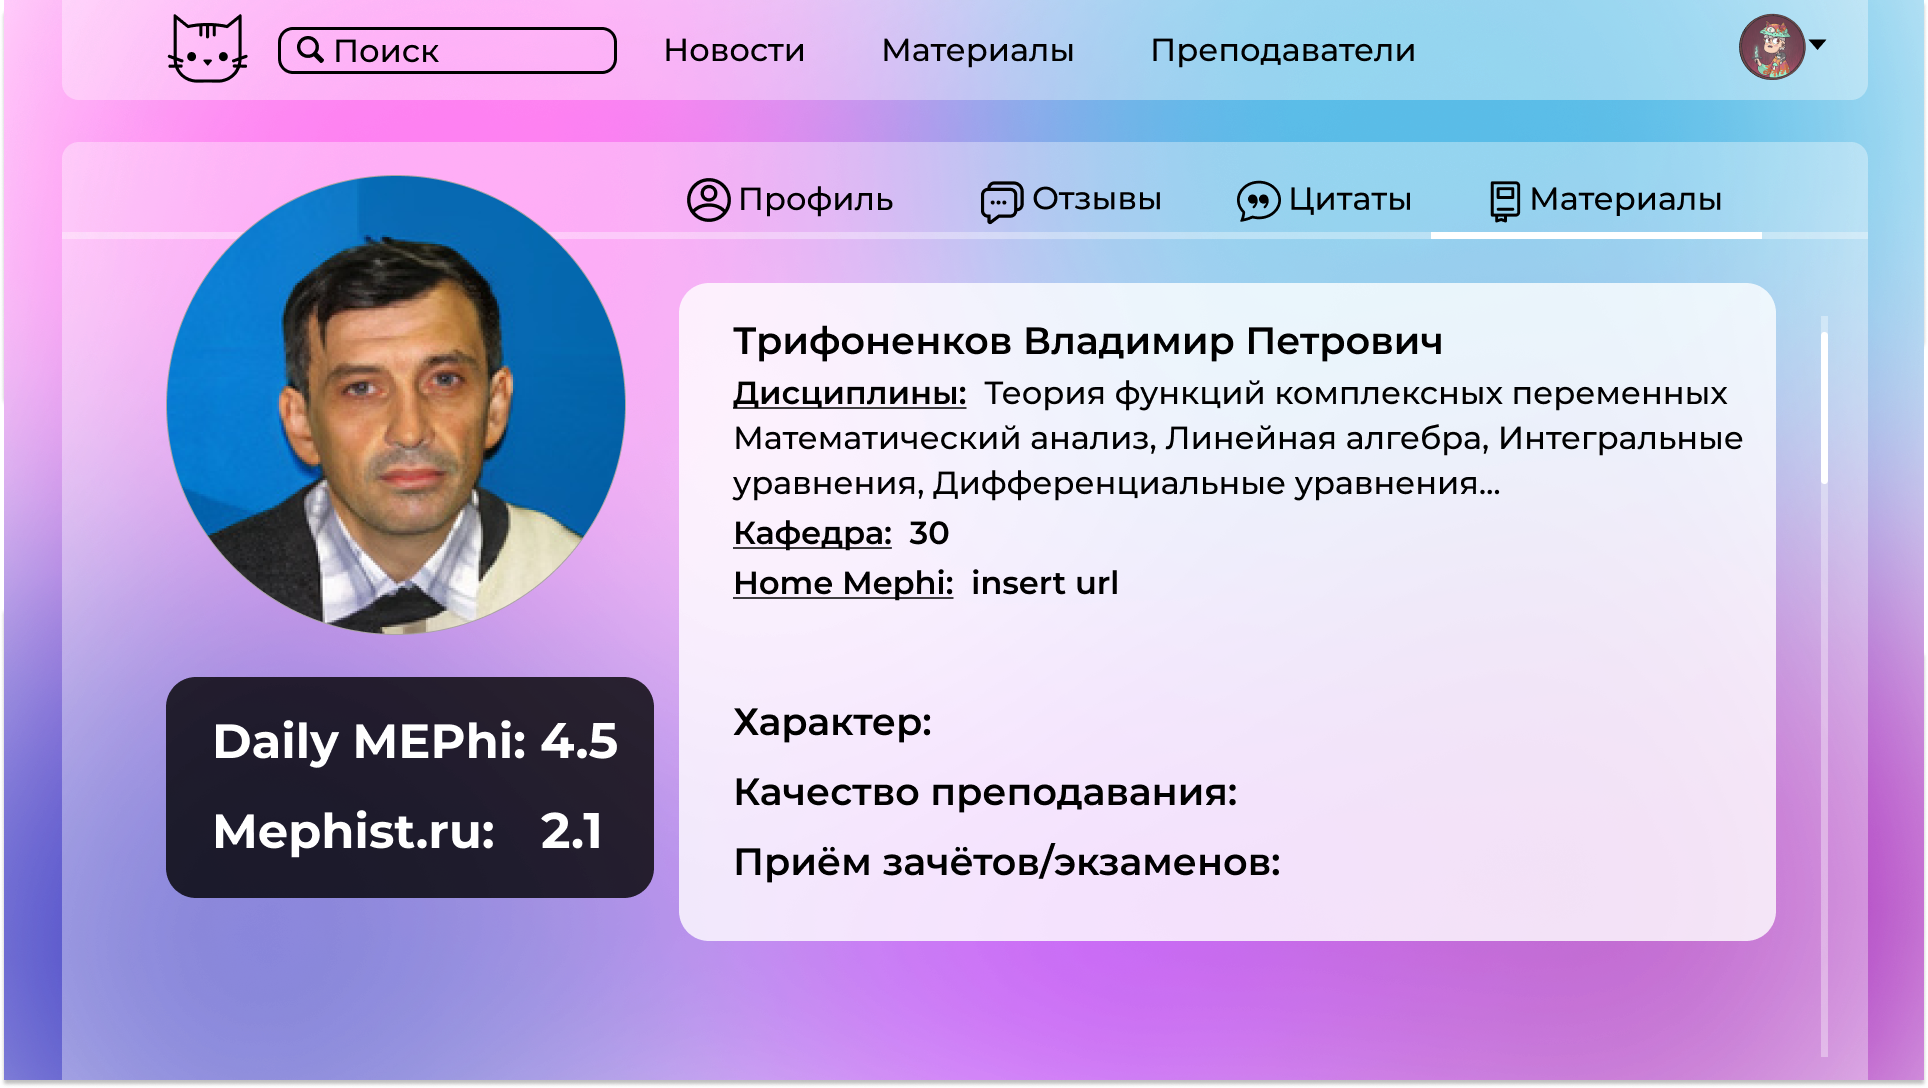 Поиск
Новости
Материалы
Преподаватели
Профиль
Отзывы
Цитаты
Материалы
Трифоненков Владимир Петрович
Дисциплины: Теория функций комплексных переменных
Математический анализ, Линейная алгебра, Интегральные
уравнения, Дифференциальные уравнения...
Кафедра: 30
Home Mephi: insert url
Характер:
Качество преподавания:
Приём зачётов/экзаменов:
Daily MEPhi: 4.5
Mephist.ru: 2.1